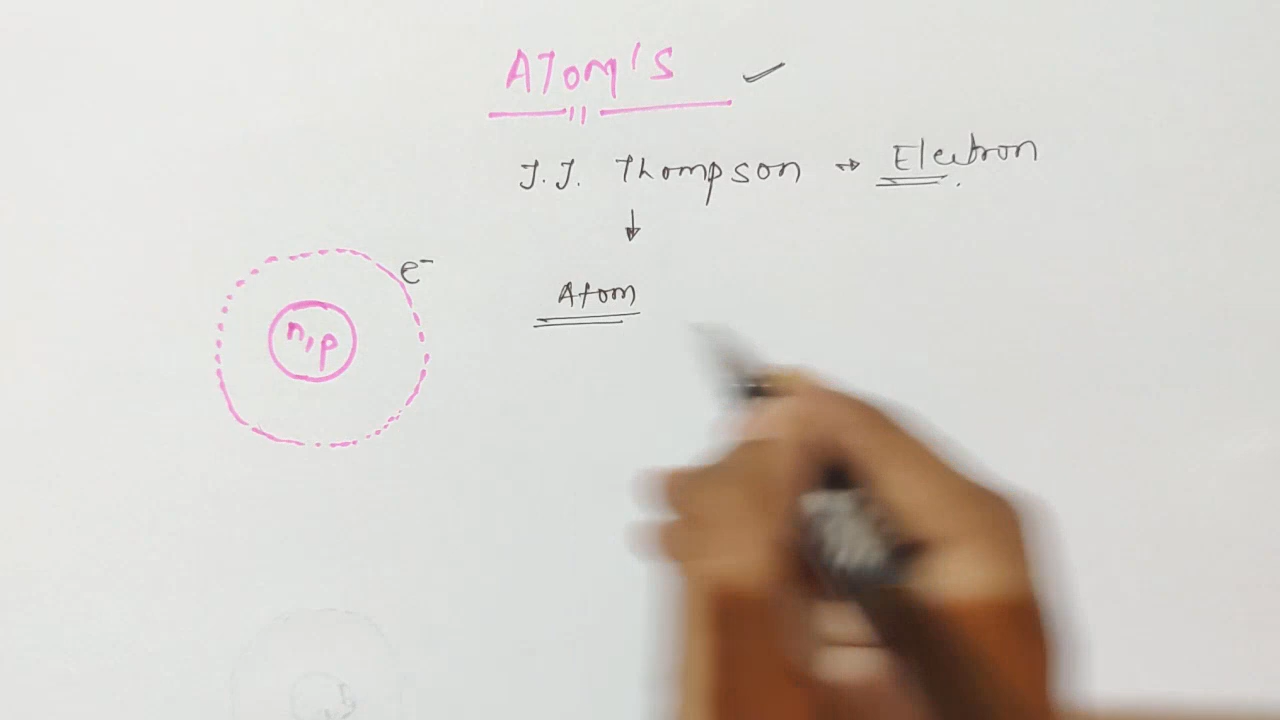 ATom's
J.J. Thompson → Electron
↓
Atom
e⁻
n, p